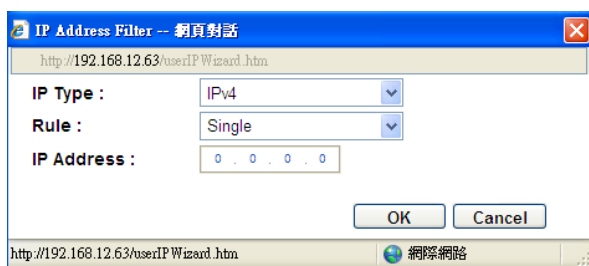 IP Address Filter -- 網頁對話
http://192.168.12.63/userIPWizard.htm
IP Type : IPv4
Rule : Single
IP Address : 0 . 0 . 0 . 0
OK Cancel
http://192.168.12.63/userIPWizard.htm 網際網路